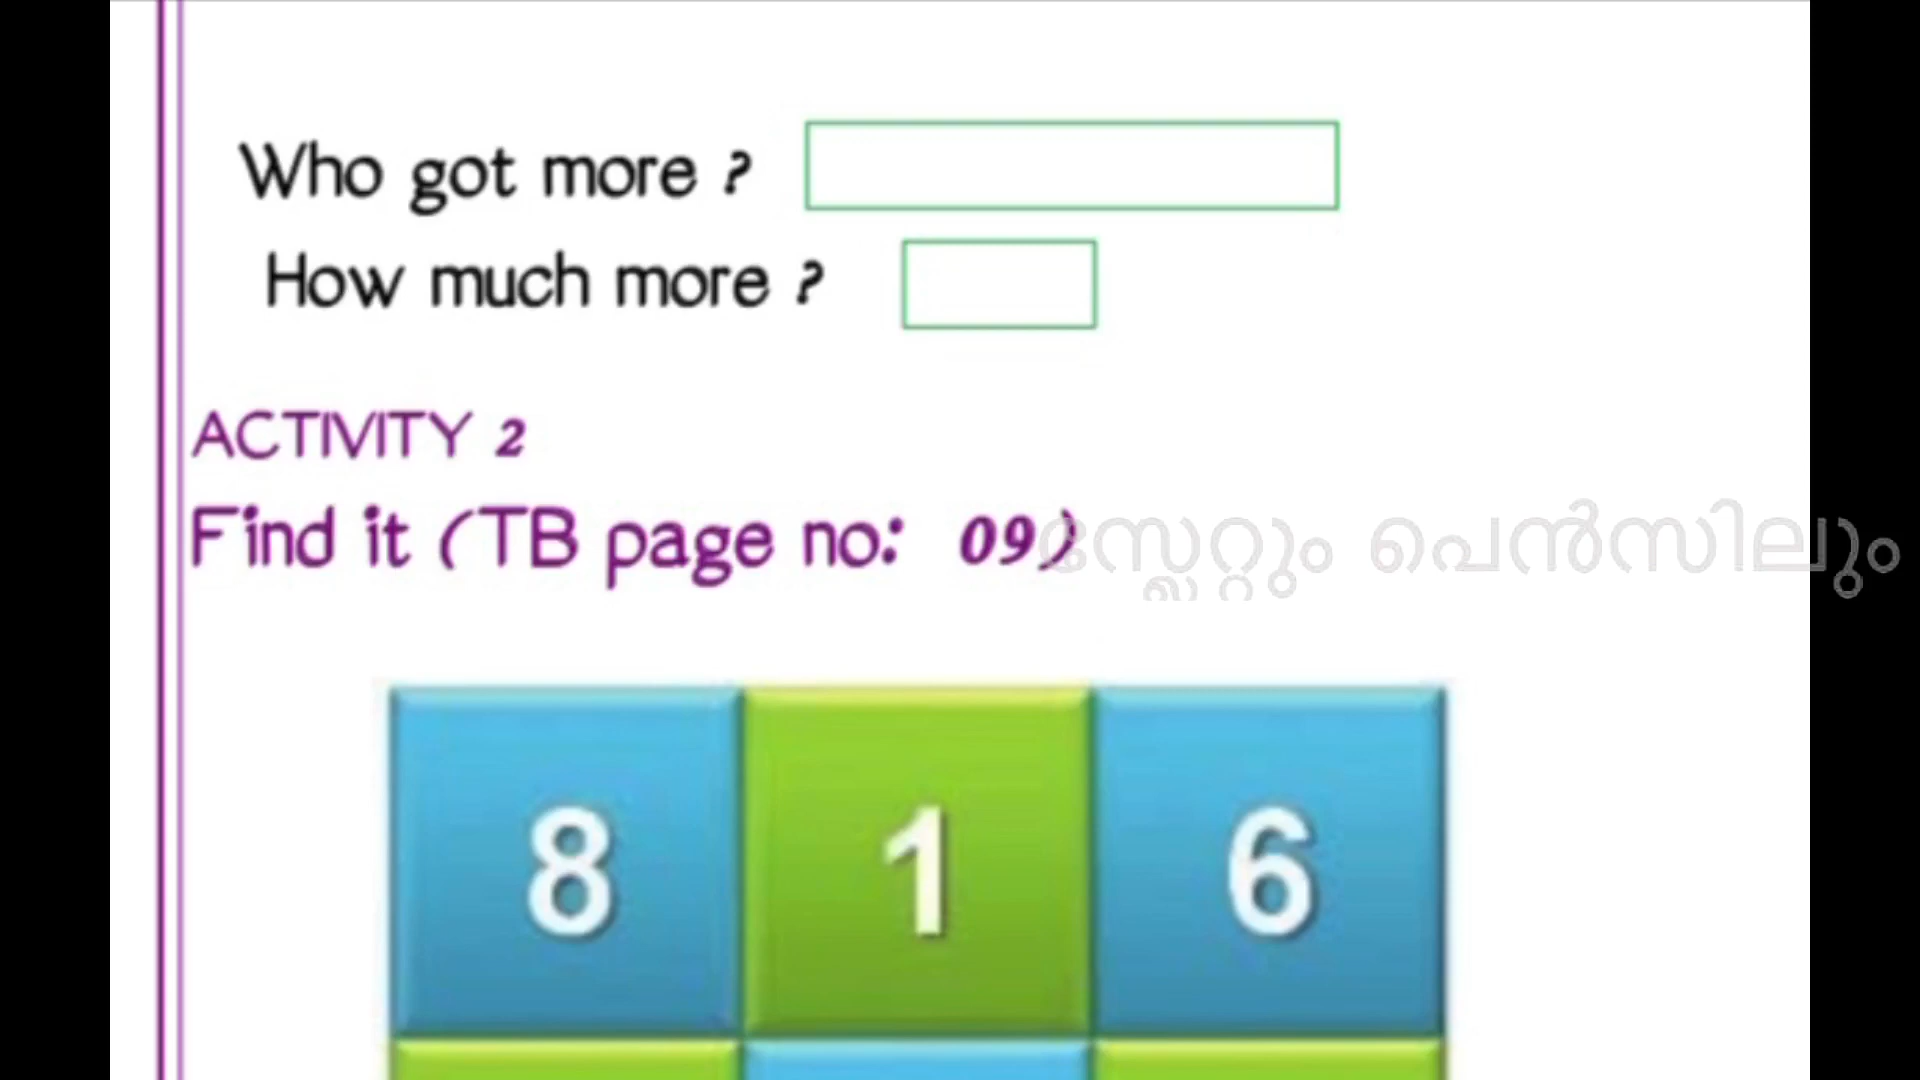 Who got more ?
How much more ?
ACTIVITY 2
Find it (TB page no: 09)
സ്ലേറ്റും പെൻസിലും
8 1 6